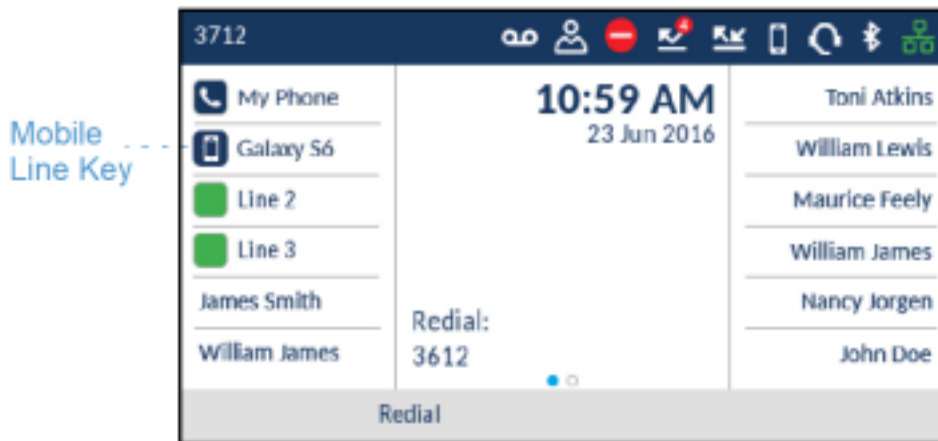 3712
4
Mobile
Line Key
My Phone
Galaxy S6
Line 2
Line 3
James Smith
William James
10:59 AM
23 Jun 2016
Redial:
3612
Toni Atkins
William Lewis
Maurice Feely
William James
Nancy Jorgen
John Doe
Redial